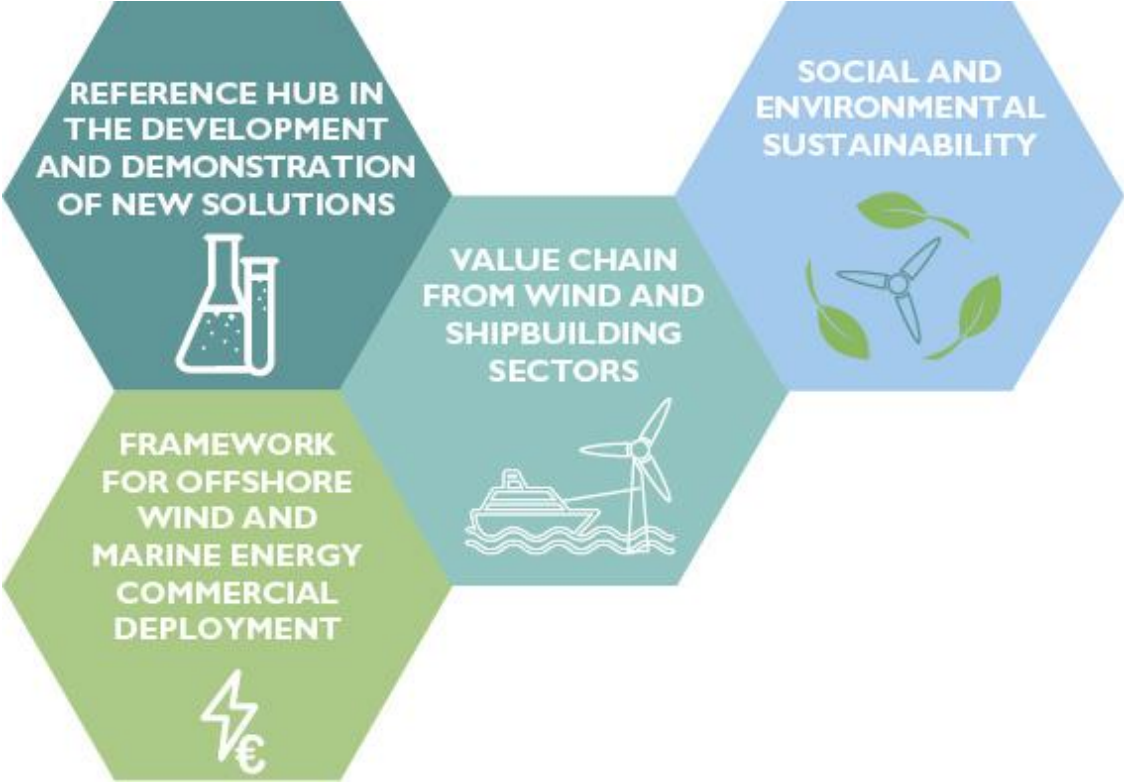 REFERENCE HUB IN
THE DEVELOPMENT
AND DEMONSTRATION
OF NEW SOLUTIONS
SOCIAL AND
ENVIRONMENTAL
SUSTAINABILITY
VALUE CHAIN
FROM WIND AND
SHIPBUILDING
SECTORS
FRAMEWORK
FOR OFFSHORE
WIND AND
MARINE ENERGY
COMMERCIAL
DEPLOYMENT
€